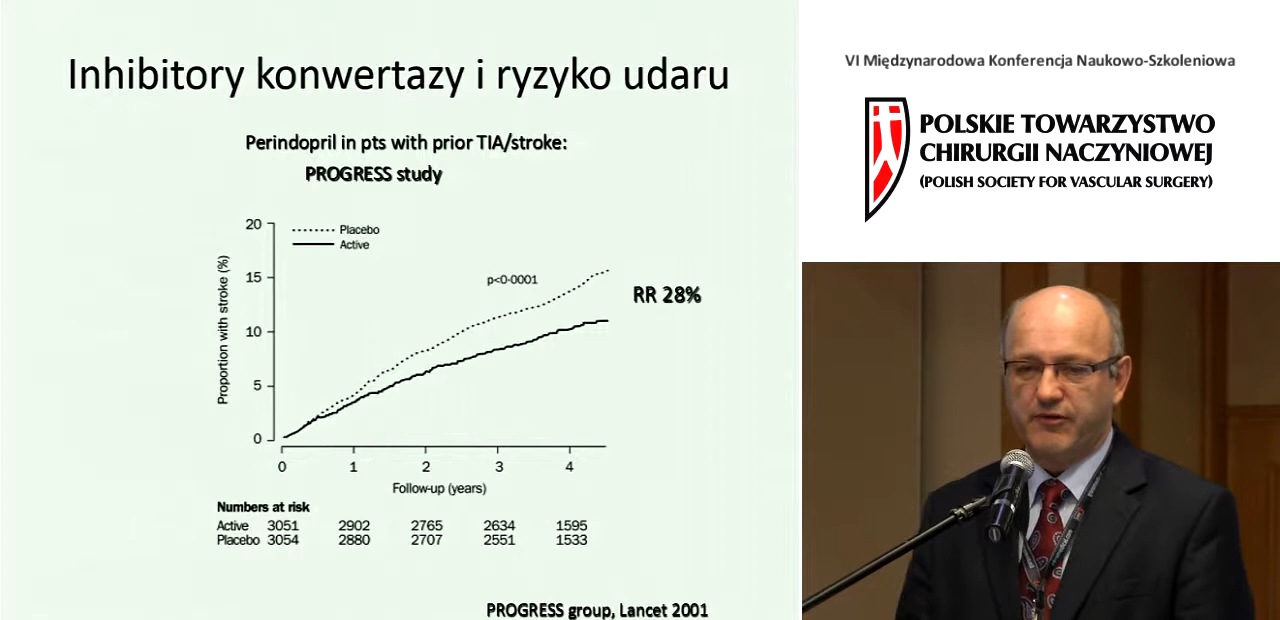 Inhibitory konwertazy i ryzyko udaru
Perindopril in pts with prior TIA/stroke:
PROGRESS study
20
15
10
5
0
Proportion with stroke (%)
Placebo
Active
p<0·0001
RR 28%
0 1 2 3 4
Follow-up (years)
Numbers at risk
Active 3051 2902 2765 2634 1595
Placebo 3054 2880 2707 2551 1533
PROGRESS group, Lancet 2001
VI Międzynarodowa Konferencja Naukowo-Szkoleniowa
POLSKIE TOWARZYSTWO
CHIRURGII NACZYNIOWEJ
(POLISH SOCIETY FOR VASCULAR SURGERY)